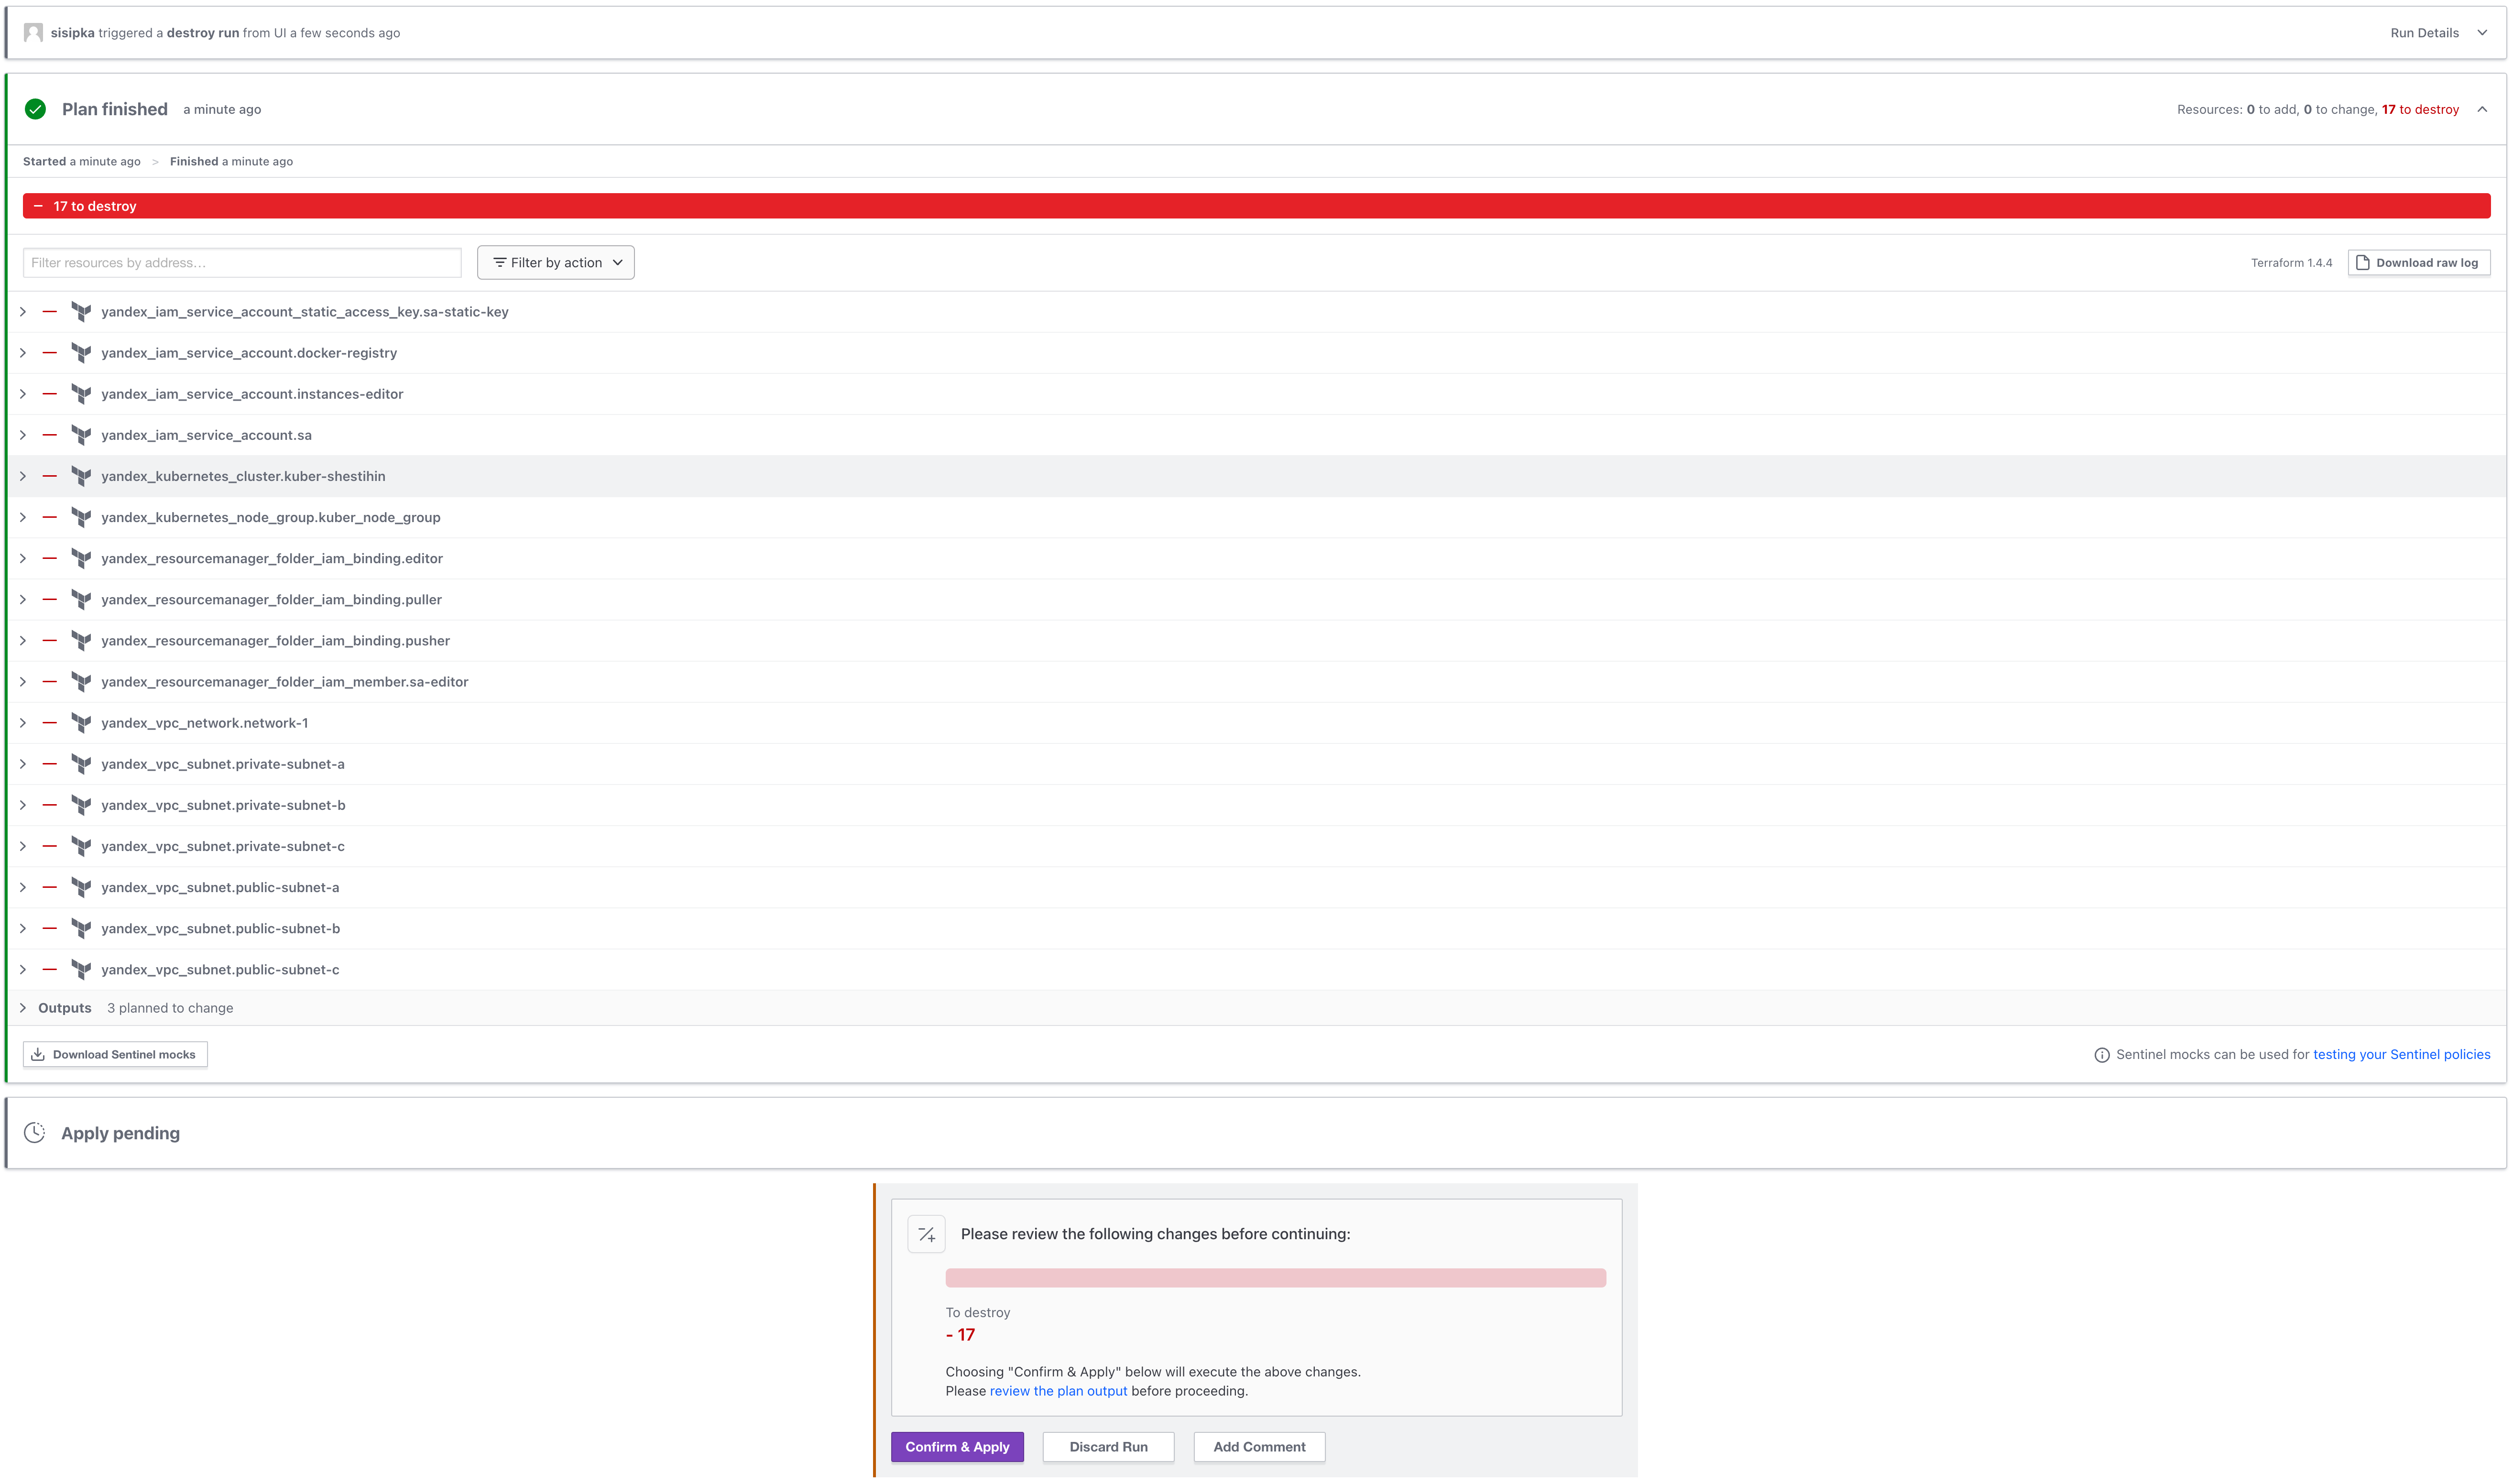 sisipka triggered a destroy run from UI a few seconds ago
Run Details
Plan finished a minute ago
Resources: 0 to add, 0 to change, 17 to destroy
Started a minute ago > Finished a minute ago
17 to destroy
Filter resources by address...
Filter by action
Terraform 1.4.4
Download raw log
yandex_iam_service_account_static_access_key.sa-static-key
yandex_iam_service_account.docker-registry
yandex_iam_service_account.instances-editor
yandex_iam_service_account.sa
yandex_kubernetes_cluster.kuber-shestihin
yandex_kubernetes_node_group.kuber_node_group
yandex_resourcemanager_folder_iam_binding.editor
yandex_resourcemanager_folder_iam_binding.puller
yandex_resourcemanager_folder_iam_binding.pusher
yandex_resourcemanager_folder_iam_member.sa-editor
yandex_vpc_network.network-1
yandex_vpc_subnet.private-subnet-a
yandex_vpc_subnet.private-subnet-b
yandex_vpc_subnet.private-subnet-c
yandex_vpc_subnet.public-subnet-a
yandex_vpc_subnet.public-subnet-b
yandex_vpc_subnet.public-subnet-c
Outputs 3 planned to change
Download Sentinel mocks
Sentinel mocks can be used for testing your Sentinel policies
Apply pending
Please review the following changes before continuing:
To destroy
- 17
Choosing "Confirm & Apply" below will execute the above changes.
Please review the plan output before proceeding.
Confirm & Apply
Discard Run
Add Comment